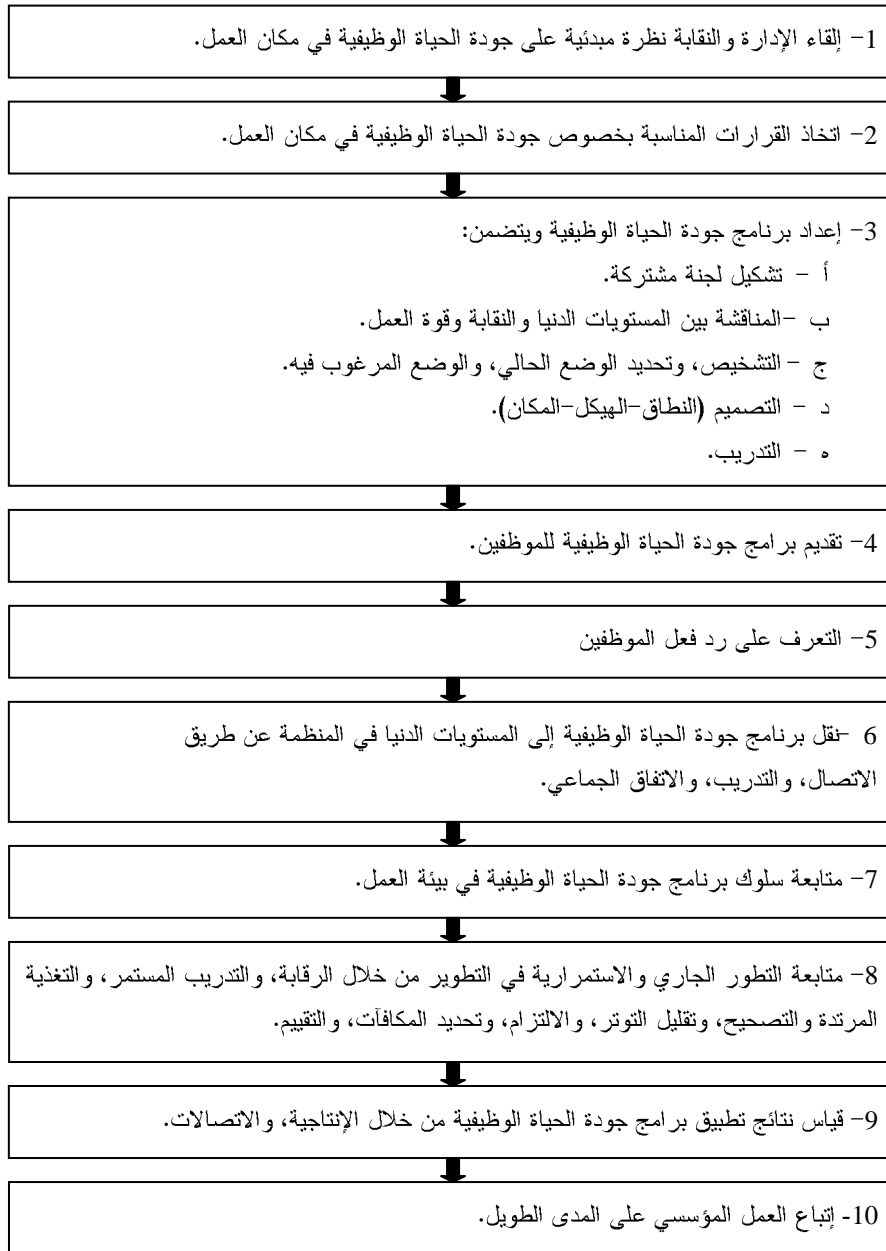 1- إلقاء الإدارة والنقابة نظرة مبدئية على جودة الحياة الوظيفية في مكان العمل.
2- اتخاذ القرارات المناسبة بخصوص جودة الحياة الوظيفية في مكان العمل.
3- إعداد برنامج جودة الحياة الوظيفية ويتضمن:
أ - تشكيل لجنة مشتركة.
ب -المناقشة بين المستويات الدنيا والنقابة وقوة العمل.
ج - التشخيص، وتحديد الوضع الحالي، والوضع المرغوب فيه.
د - التصميم (النطاق-الهيكل-المكان).
ه - التدريب.
4- تقديم برامج جودة الحياة الوظيفية للموظفين.
5- التعرف على رد فعل الموظفين
6 -نقل برنامج جودة الحياة الوظيفية إلى المستويات الدنيا في المنظمة عن طريق
الاتصال، والتدريب، والاتفاق الجماعي.
7- متابعة سلوك برنامج جودة الحياة الوظيفية في بيئة العمل.
8- متابعة التطور الجاري والاستمرارية في التطوير من خلال الرقابة، والتدريب المستمر، والتغذية
المرتدة والتصحيح، وتقليل التوتر، والالتزام، وتحديد المكافآت، والتقييم.
9- قياس نتائج تطبيق برامج جودة الحياة الوظيفية من خلال الإنتاجية، والاتصالات.
10- إتباع العمل المؤسسي على المدى الطويل.